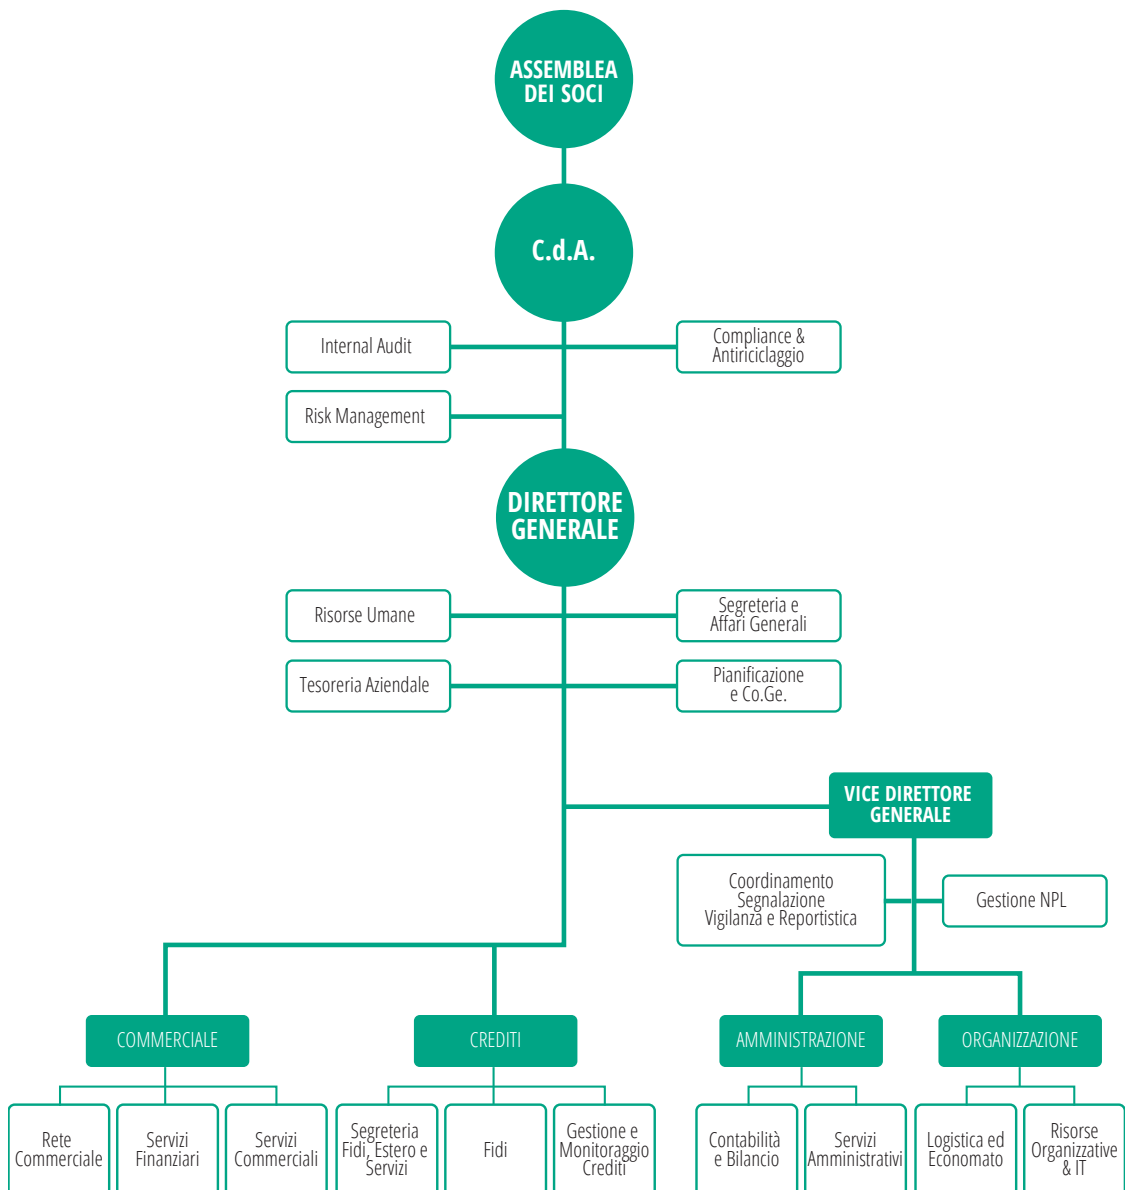 ASSEMBLEA
DEI SOCI
C.d.A.
Internal Audit
Compliance &
Antiriciclaggio
Risk Management
DIRETTORE
GENERALE
Risorse Umane
Segreteria e
Affari Generali
Tesoreria Aziendale
Pianificazione
e Co.Ge.
VICE DIRETTORE
GENERALE
Coordinamento
Segnalazione
Vigilanza e Reportistica
Gestione NPL
COMMERCIALE
CREDITI
AMMINISTRAZIONE
ORGANIZZAZIONE
Rete
Commerciale
Servizi
Finanziari
Servizi
Commerciali
Segreteria
Fidi, Estero e
Servizi
Fidi
Gestione e
Monitoraggio
Crediti
Contabilità
e Bilancio
Servizi
Amministrativi
Logistica ed
Economato
Risorse
Organizzative
& IT